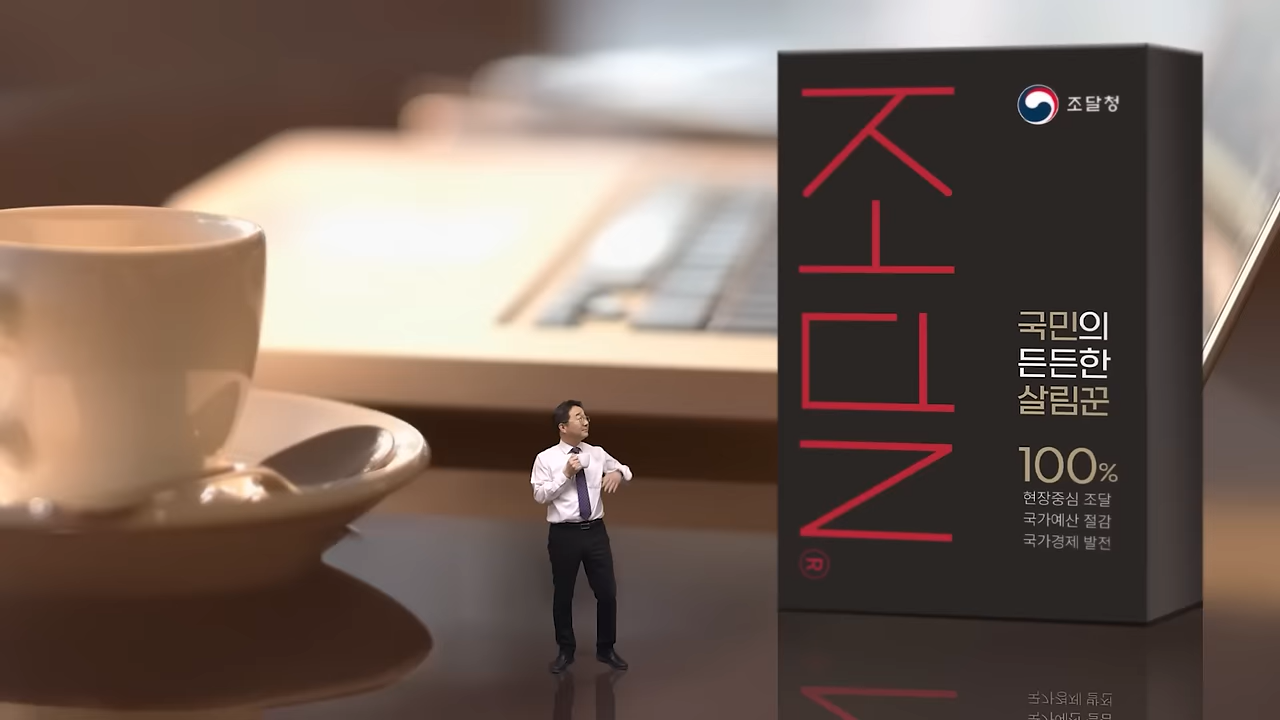 조달
®
조달청
국민의
든든한
살림꾼
100%
현장중심 조달
국가예산 절감
국가경제 발전